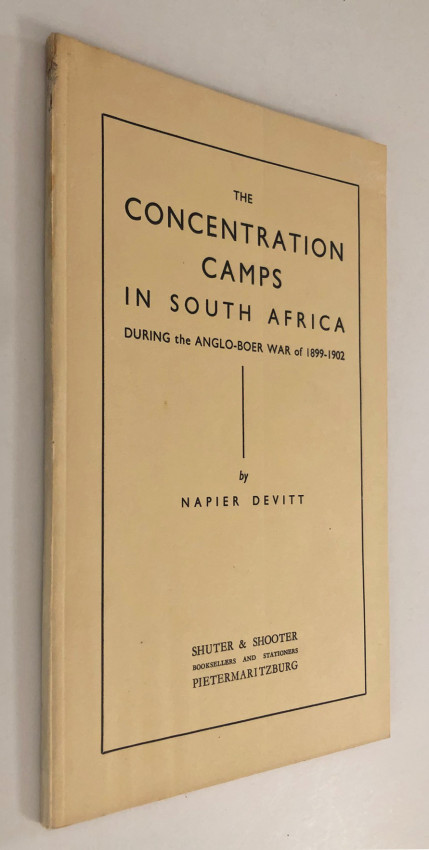 THE
CONCENTRATION
CAMPS
IN SOUTH AFRICA
DURING the ANGLO-BOER WAR of 1899-1902
by
NAPIER DEVITT
SHUTER & SHOOTER
BOOKSELLERS AND STATIONERS
PIETERMARITZBURG